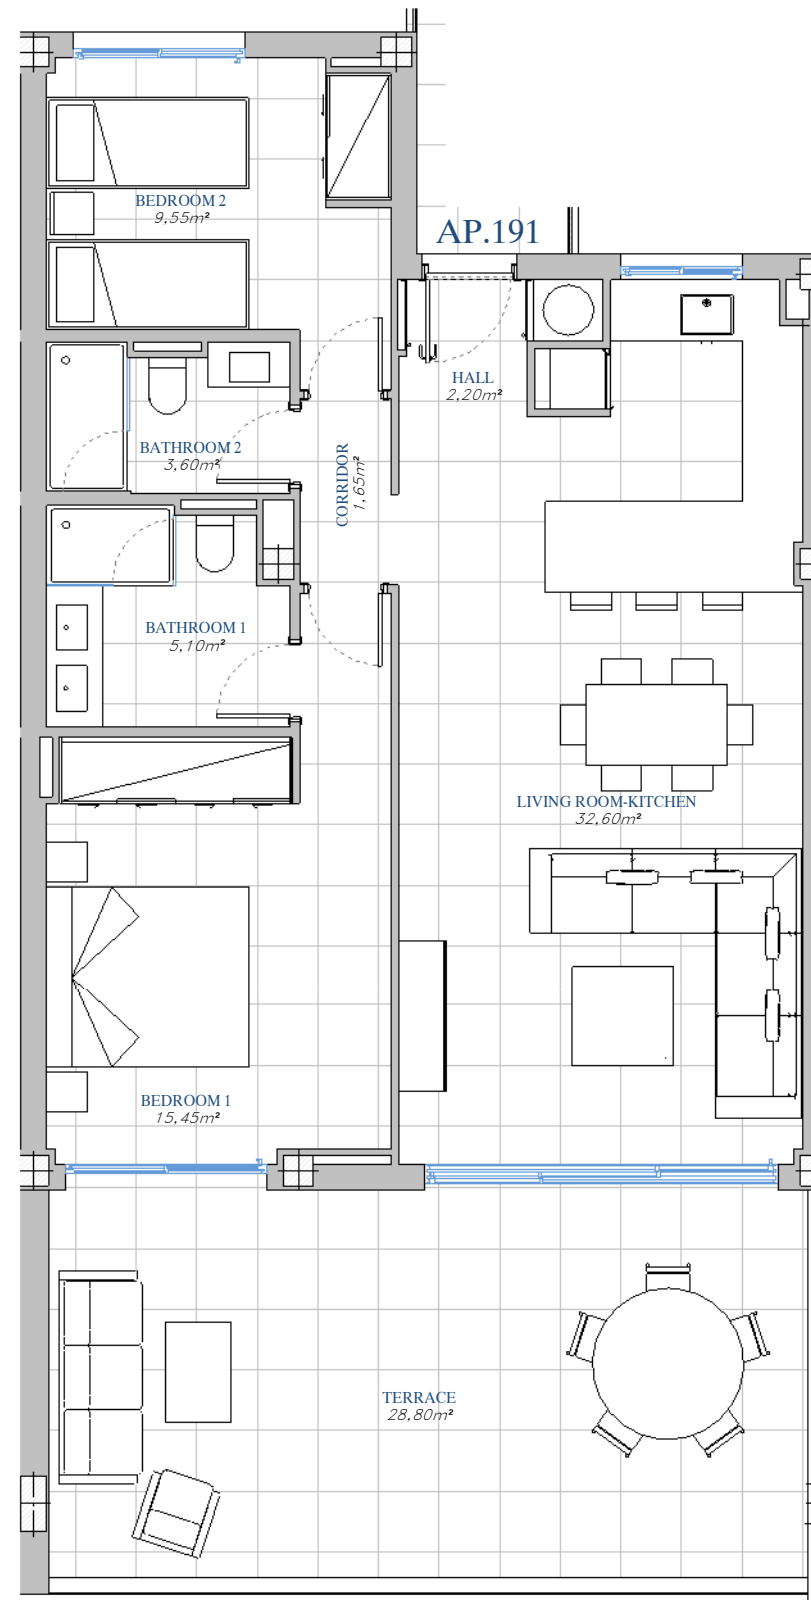 BEDROOM 2
9,55m²
AP.191
HALL
2,20m²
BATHROOM 2
3,60m²
CORRIDOR
1,65m²
BATHROOM 1
5,10m²
LIVING ROOM-KITCHEN
32,60m²
BEDROOM 1
15,45m²
TERRACE
28,80m²